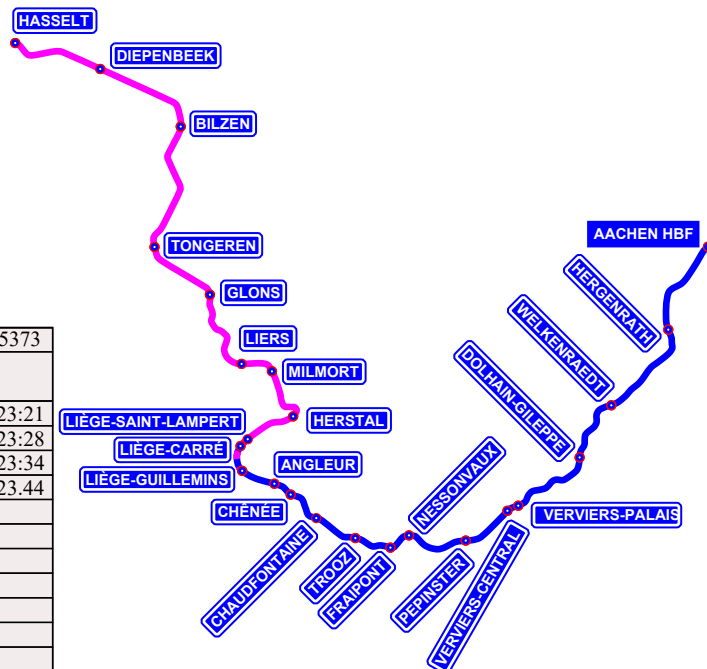 HASSELT
DIEPENBEEK
BILZEN
TONGEREN
AACHEN HBF
HERGENRATH
GLONS
WELKENRAEDT
5373
LIERS
MILMORT
DOLHAIN-GILEPPE
23:21
23:28
23:34
23.44
LIÈGE-SAINT-LAMPERT
HERSTAL
LIÈGE-CARRÉ
ANGLEUR
LIÈGE-GUILLEMINS
NESSONVAUX
CHÊNÉE
VERVIERS-PALAIS
CHAUDFONTAINE
TROOZ
FRAIPONT
PEPINSTER
VERVIERS-CENTRAL